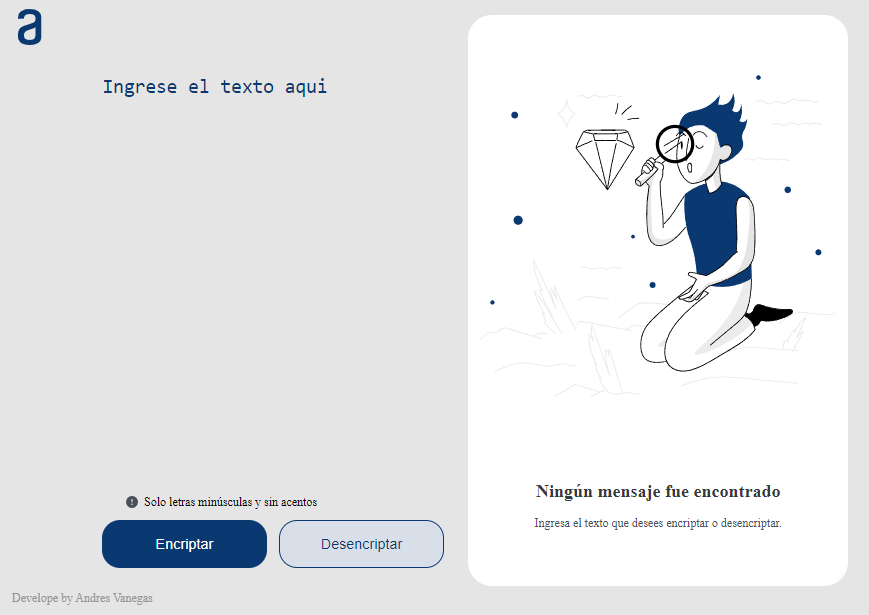 a
Ingrese el texto aqui
Solo letras minúsculas y sin acentos
Encriptar
Desencriptar
Develope by Andres Vanegas
Ningún mensaje fue encontrado
Ingresa el texto que desees encriptar o desencriptar.